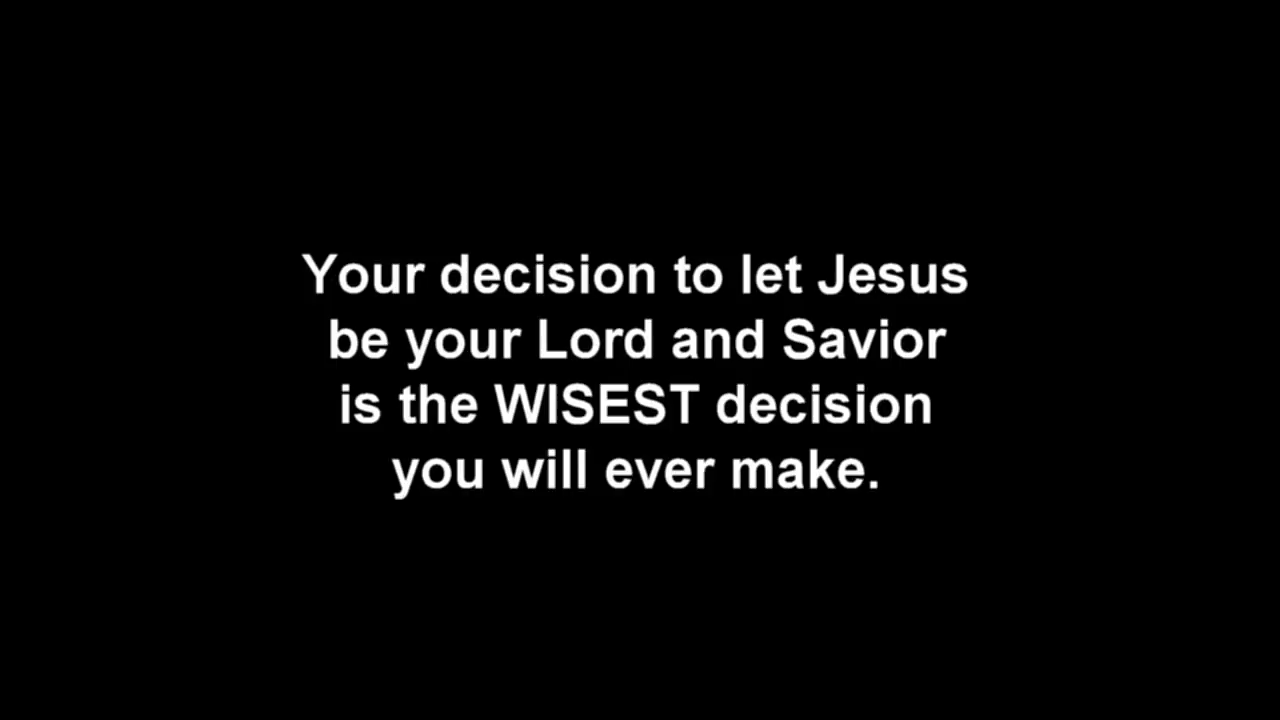 Your decision to let Jesus
be your Lord and Savior
is the WISEST decision
you will ever make.